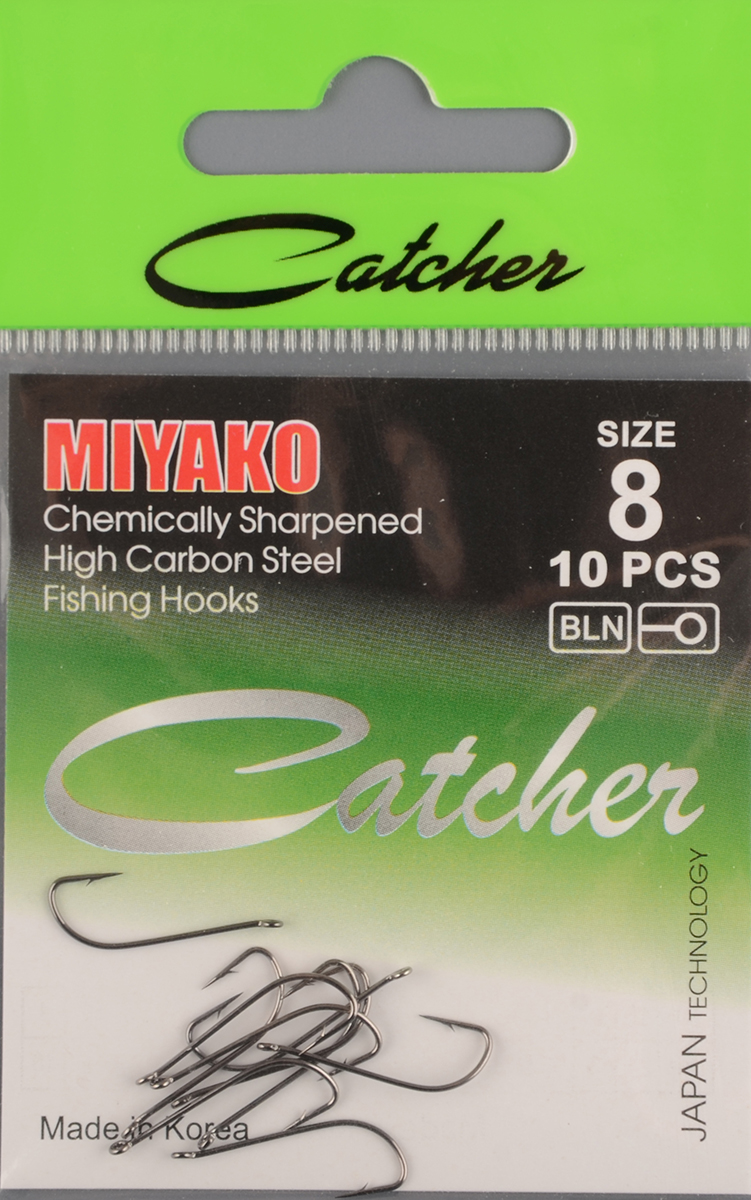 Catcher
MIYAKO
Chemically Sharpened
High Carbon Steel
Fishing Hooks
SIZE
8
10 PCS
BLN
Catcher
JAPAN TECHNOLOGY
Made in Korea